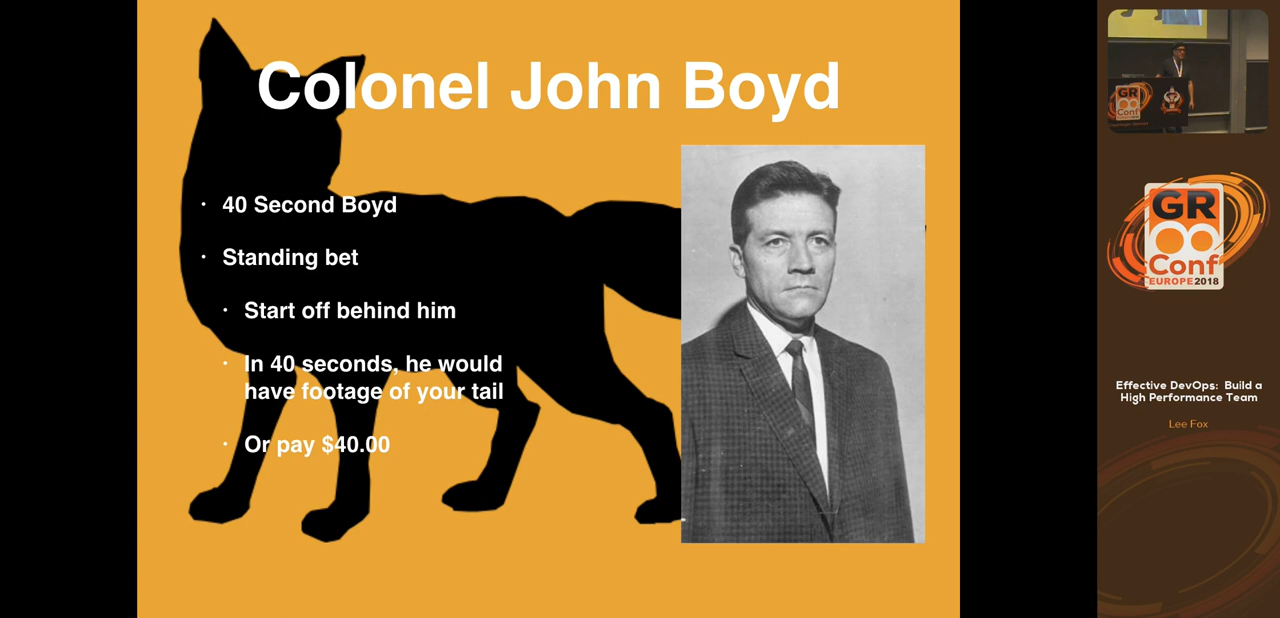 Colonel John Boyd
· 40 Second Boyd
· Standing bet
· Start off behind him
· In 40 seconds, he would
have footage of your tail
· Or pay $40.00
GR
Conf
EUROPE2018
Effective DevOps: Build a
High Performance Team
Lee Fox
GR